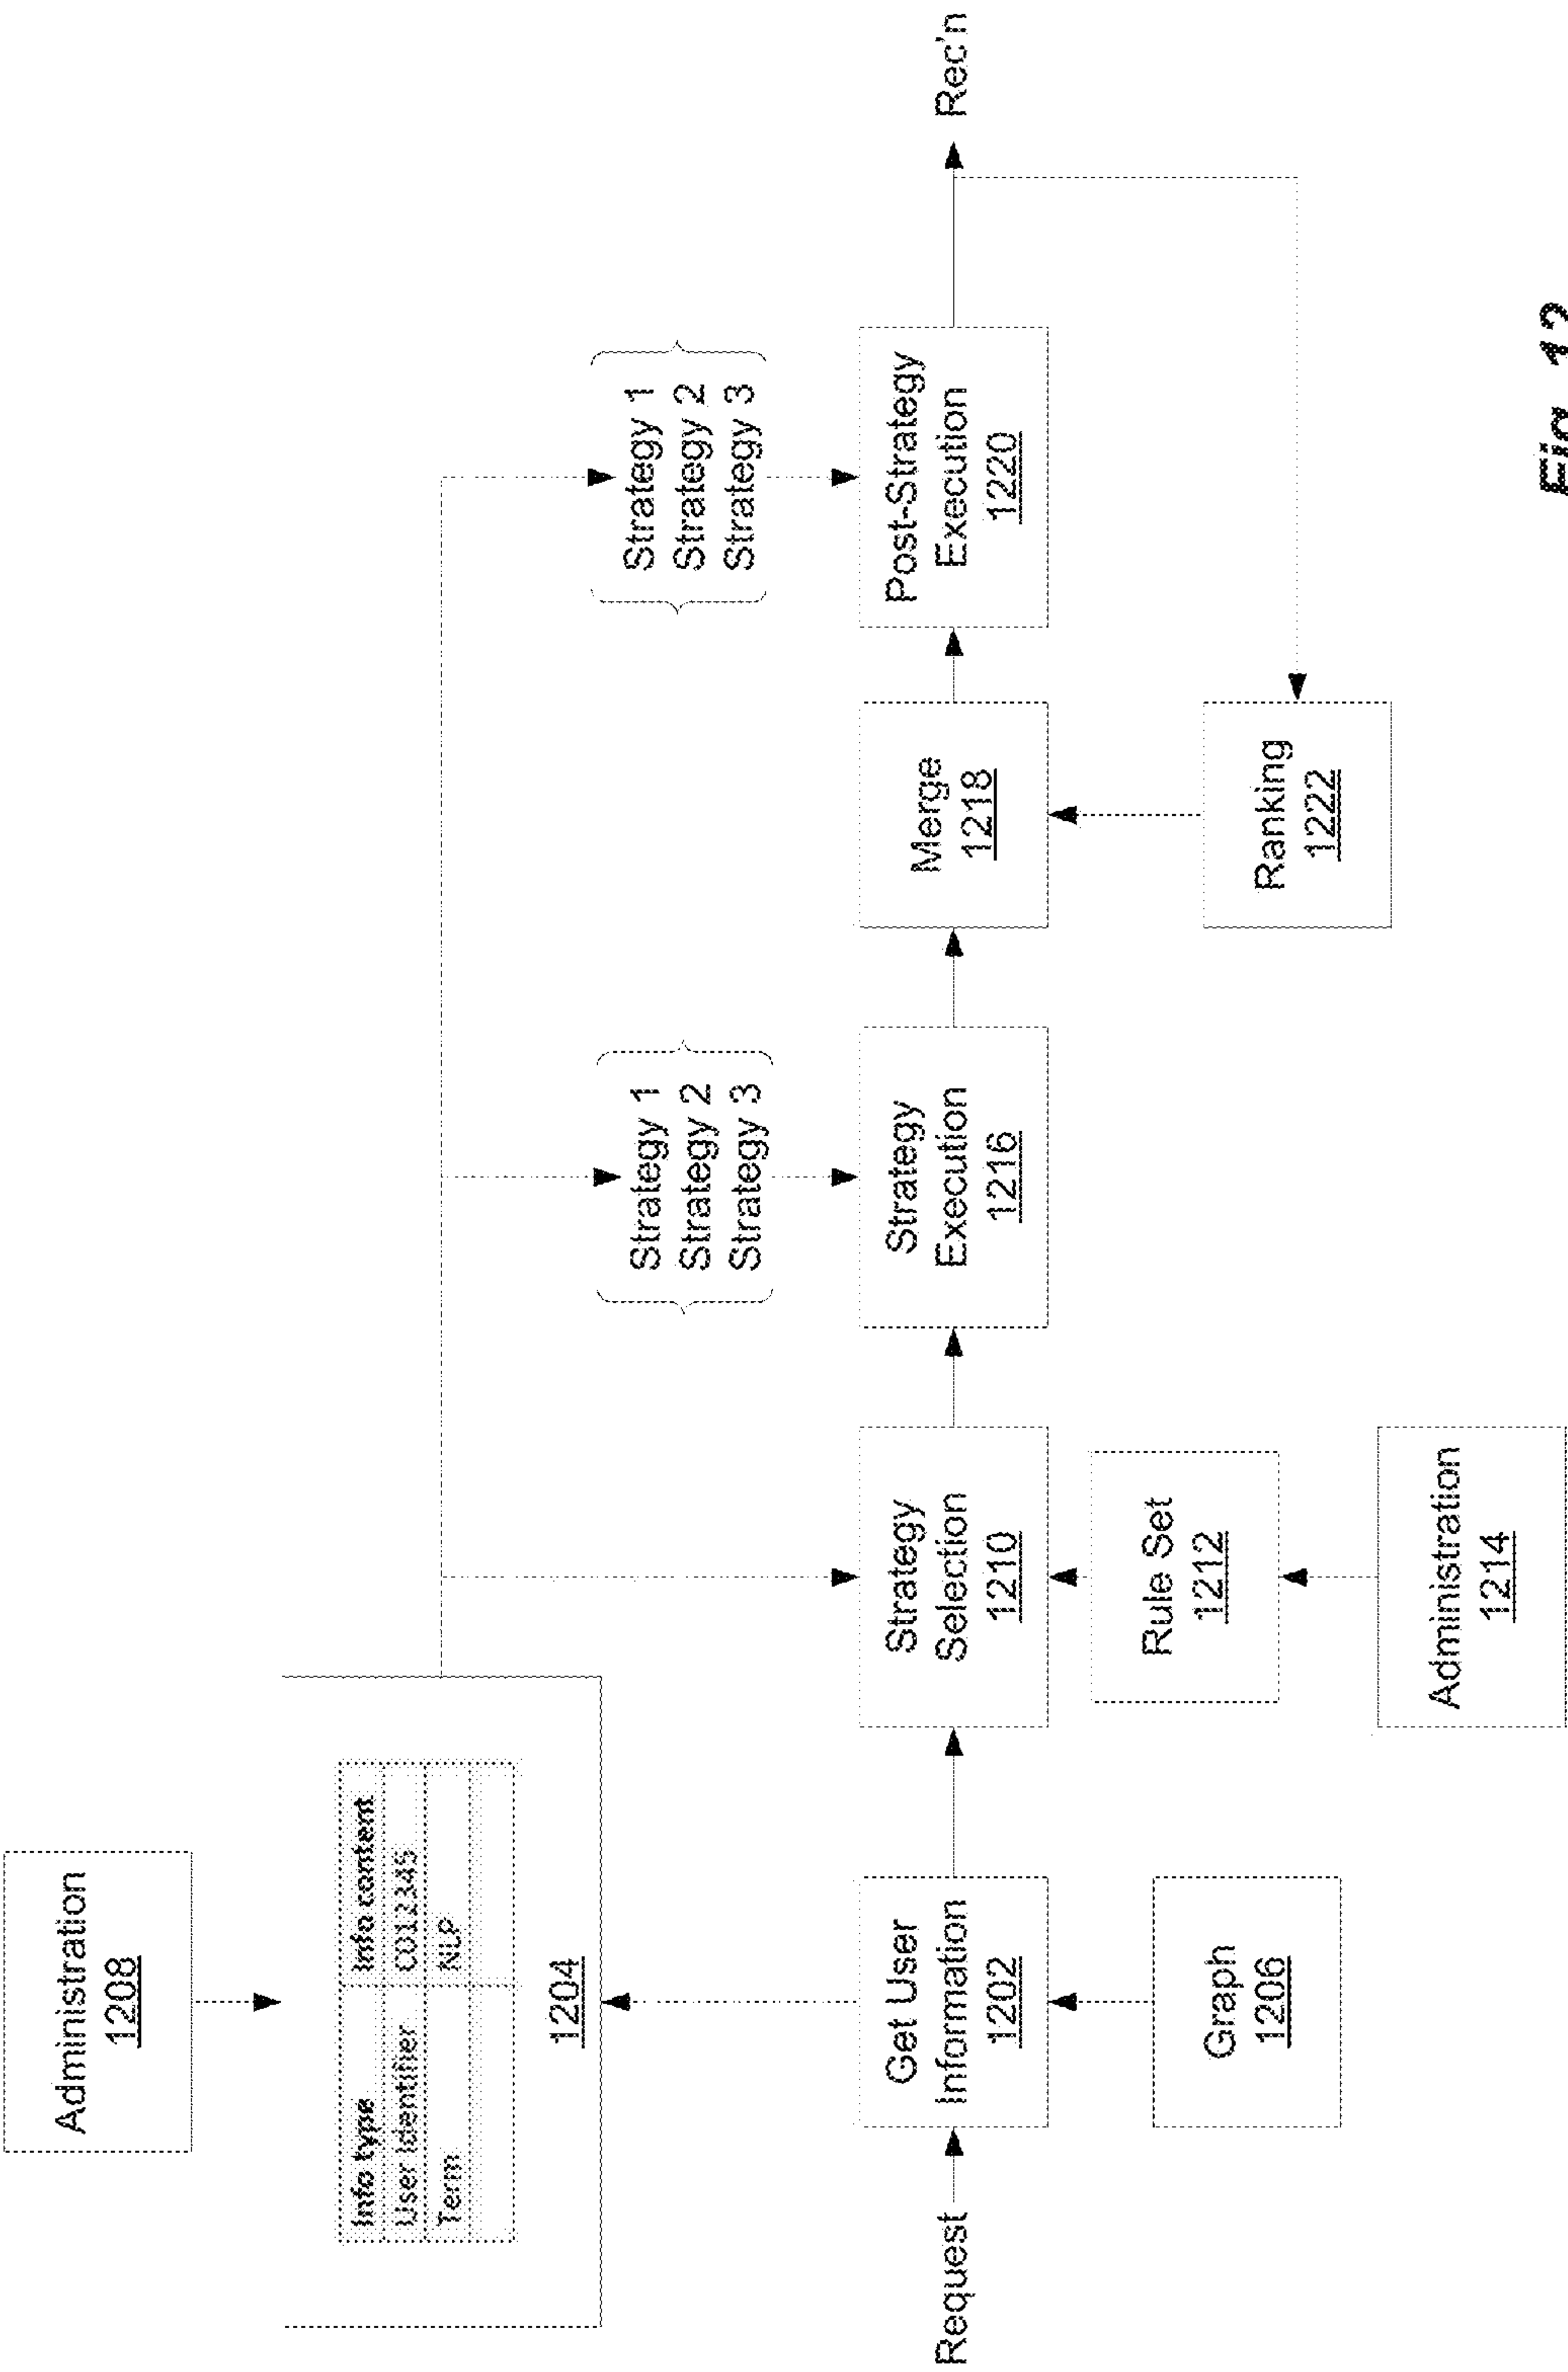 Administration
1208
Info type Info content
User Identifier C012345
Term NLP
1204
Strategy 1
Strategy 2
Strategy 3
Strategy 1
Strategy 2
Strategy 3
Request
Get User
Information
1202
Strategy
Selection
1210
Strategy
Execution
1216
Merge
1218
Post-Strategy
Execution
1220
Rec'n
Graph
1206
Rule Set
1212
Ranking
1222
Administration
1214
Fig. 12